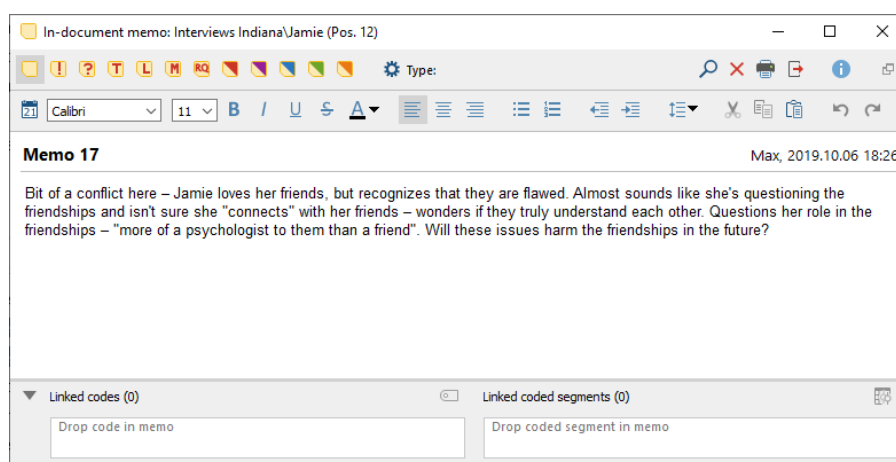 In-document memo: Interviews Indiana\Jamie (Pos. 12)
! ? T L M RQ Type:
21 Calibri 11 B I U S A
Memo 17 Max, 2019.10.06 18:26
Bit of a conflict here – Jamie loves her friends, but recognizes that they are flawed. Almost sounds like she's questioning the
friendships and isn't sure she "connects" with her friends – wonders if they truly understand each other. Questions her role in the
friendships – "more of a psychologist to them than a friend". Will these issues harm the friendships in the future?
Linked codes (0) Linked coded segments (0)
Drop code in memo Drop coded segment in memo